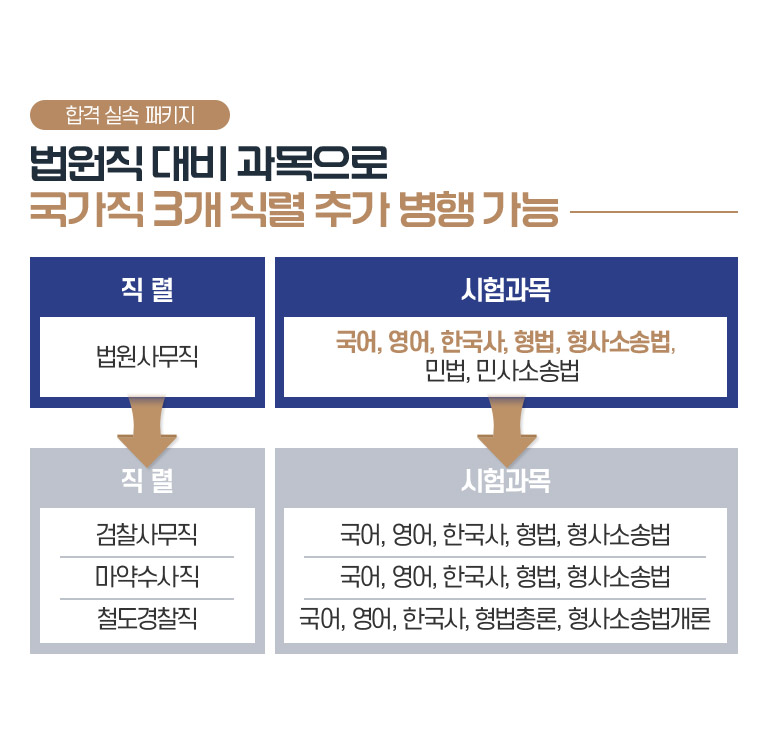 합격 실속 패키지
법원직 대비 과목으로
국가직 3개 직렬 추가 병행 가능
직 렬
시험과목
법원사무직
국어, 영어, 한국사, 형법, 형사소송법,
민법, 민사소송법
직 렬
시험과목
검찰사무직
국어, 영어, 한국사, 형법, 형사소송법
마약수사직
국어, 영어, 한국사, 형법, 형사소송법
철도경찰직
국어, 영어, 한국사, 형법총론, 형사소송법개론